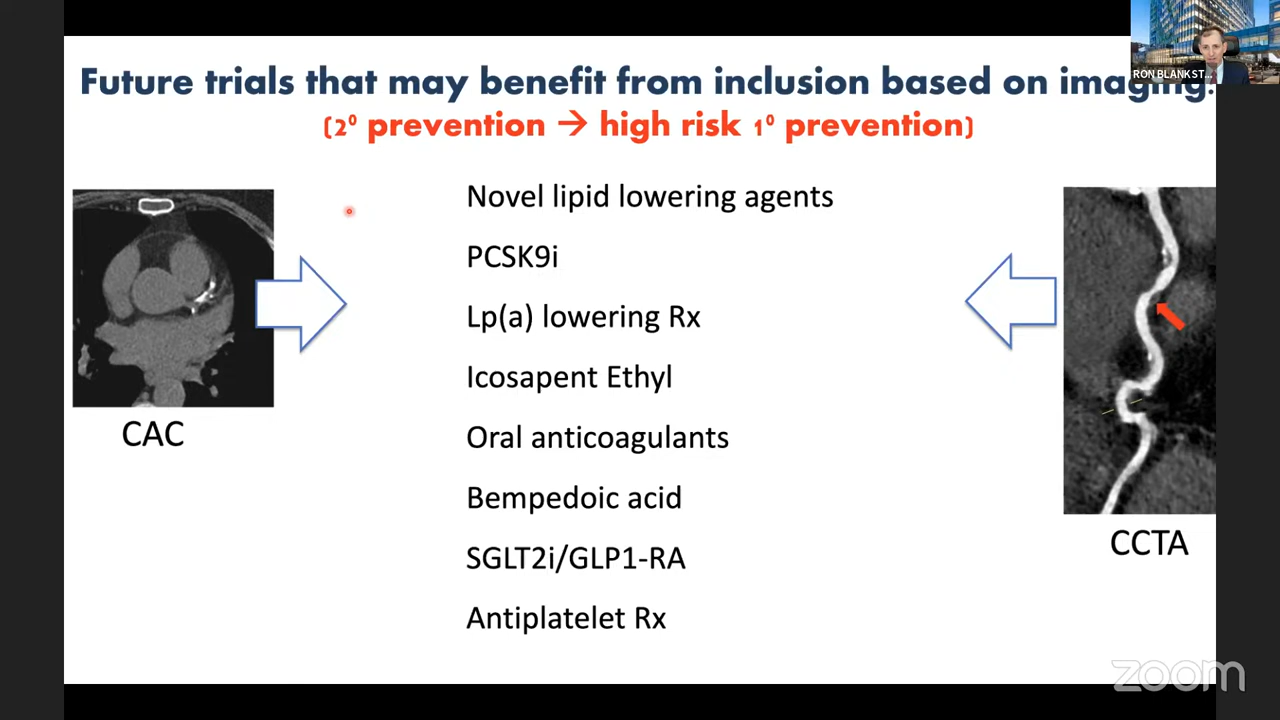 Future trials that may benefit from inclusion based on imaging:
(2⁰ prevention → high risk 1⁰ prevention)
RON BLANKST...
Novel lipid lowering agents
PCSK9i
Lp(a) lowering Rx
Icosapent Ethyl
Oral anticoagulants
Bempedoic acid
SGLT2i/GLP1-RA
Antiplatelet Rx
CAC
CCTA
zoom